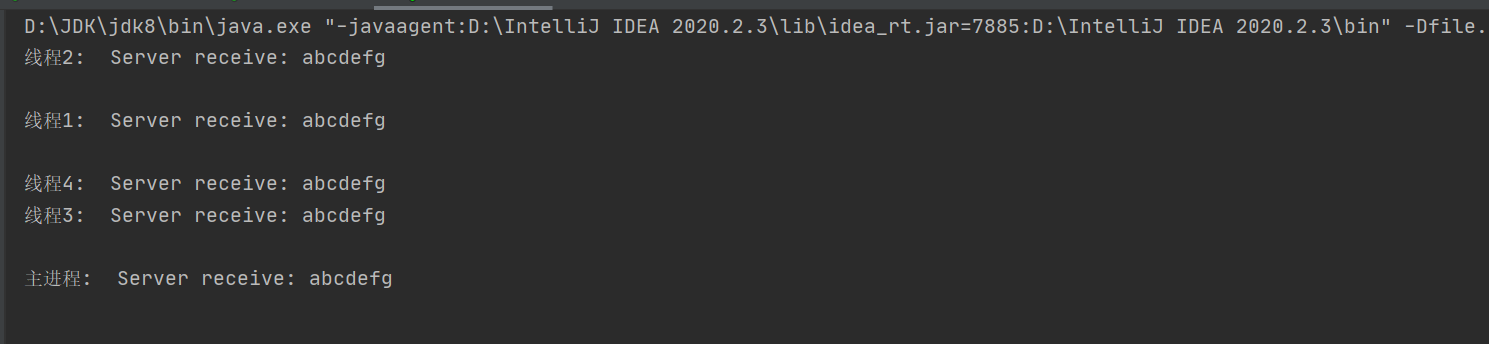 D:\JDK\jdk8\bin\java.exe "-javaagent:D:\IntelliJ IDEA 2020.2.3\lib\idea_rt.jar=7885:D:\IntelliJ IDEA 2020.2.3\bin" -Dfile.
线程2:  Server receive: abcdefg
线程1:  Server receive: abcdefg
线程4:  Server receive: abcdefg
线程3:  Server receive: abcdefg
主进程:  Server receive: abcdefg